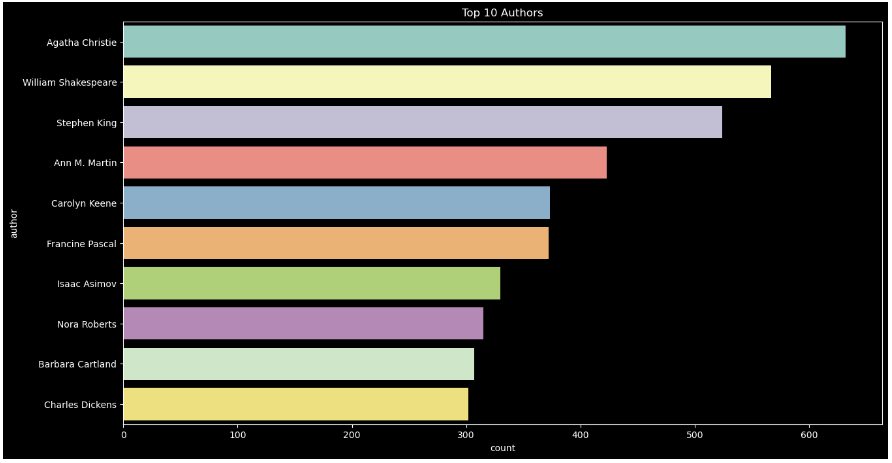 Top 10 Authors
Agatha Christie
William Shakespeare
Stephen King
Ann M. Martin
Carolyn Keene
Francine Pascal
Isaac Asimov
Nora Roberts
Barbara Cartland
Charles Dickens
author
0 100 200 300 400 500 600
count